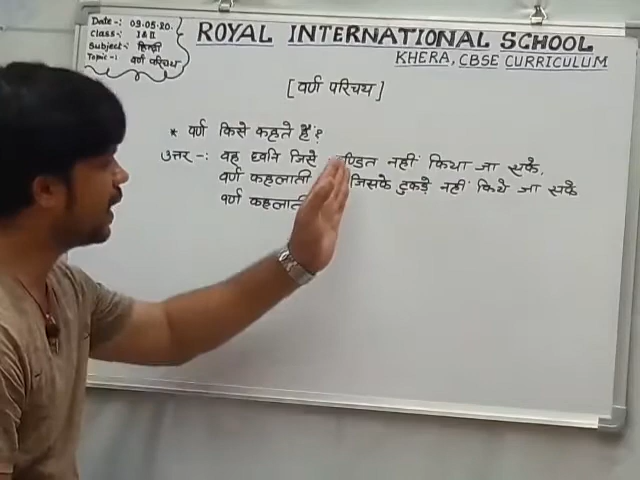 Date-: 09.05.20.
Class-: I & II
Subject: हिन्दी
Topic-: वर्ण परिचय
ROYAL INTERNATIONAL SCHOOL
KHERA, CBSE CURRICULUM
[वर्ण परिचय]
* वर्ण किसे कहते हैं?
उत्तर -: वह ध्वनि जिसे नहीं किया जा सके,
वर्ण कहलाती जिसके टुकड़े नहीं किये जा सके
वर्ण